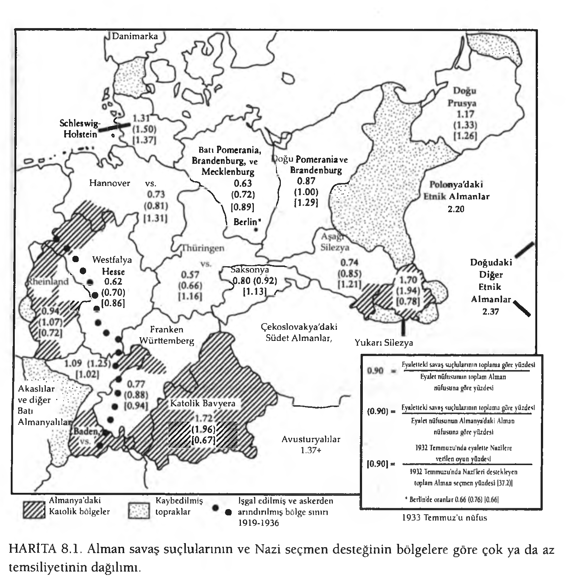 Danimarka
Schleswig-
Holstein
1.31
(1.50)
[1.37]
Doğu
Prusya
1.17
(1.33)
[1.26]
Batı Pomerania,
Brandenburg, ve
Mecklenburg
0.63
(0.72)
[0.89]
Berlin*
Doğu Pomerania ve
Brandenburg
0.87
(1.00)
[1.29]
Hannover vs.
0.73
(0.81)
[1.31]
Polonya'daki
Etnik Almanlar
2.20
Aşağı
Silezya
0.74
(0.85)
[1.21]
Doğudaki
Diğer
Etnik
Almanlar
2.37
Westfalya
Hesse
0.62
(0.70)
[0.86]
Thüringen
vs.
0.57
(0.66)
[1.16]
Saksonya
0.80 (0.92)
[1.13]
1.70
(1.94)
[0.78]
Rheinland
0.94
(1.07)
[0.72]
Yukarı Silezya
Franken
Württemberg
Çekoslovakya'daki
Südet Almanlar,
1.09 (1.25)
[1.02]
0.77
(0.88)
[0.94]
Akaslılar
ve diğer
Batı
Almanyalılar
Baden
vs.
Katolik Bavyera
1.72
(1.96)
[0.67]
Avusturyalılar
1.37+
0.90 = Eyaletteki savaş suçlularının toplama göre yüzdesi
Eyalet nüfusunun toplam Alman
nüfusuna göre yüzdesi
(0.90) = Eyaletteki savaş suçlularının toplama göre yüzdesi
Eyalet nüfusunun Almanya'daki Alman
nüfusuna göre yüzdesi
1932 Temmuzu'nda eyalette Nazilere
verilen oyun yüzdesi
[0.90] =
1932 Temmuzu'nda Nazi'leri destekleyen
toplam Alman seçmen yüzdesi [37.2)]
* Berlin'de oranlar 0.66 (0.76) [0.66]
1933 Temmuz'u nüfus
Almanya'daki
Katolik bölgeler
Kaybedilmiş
topraklar
İşgal edilmiş ve askerden
arındırılmış bölge sınırı
1919-1936
HARİTA 8.1. Alman savaş suçlularının ve Nazi seçmen desteğinin bölgelere göre çok ya da az
temsiliyetinin dağılımı.